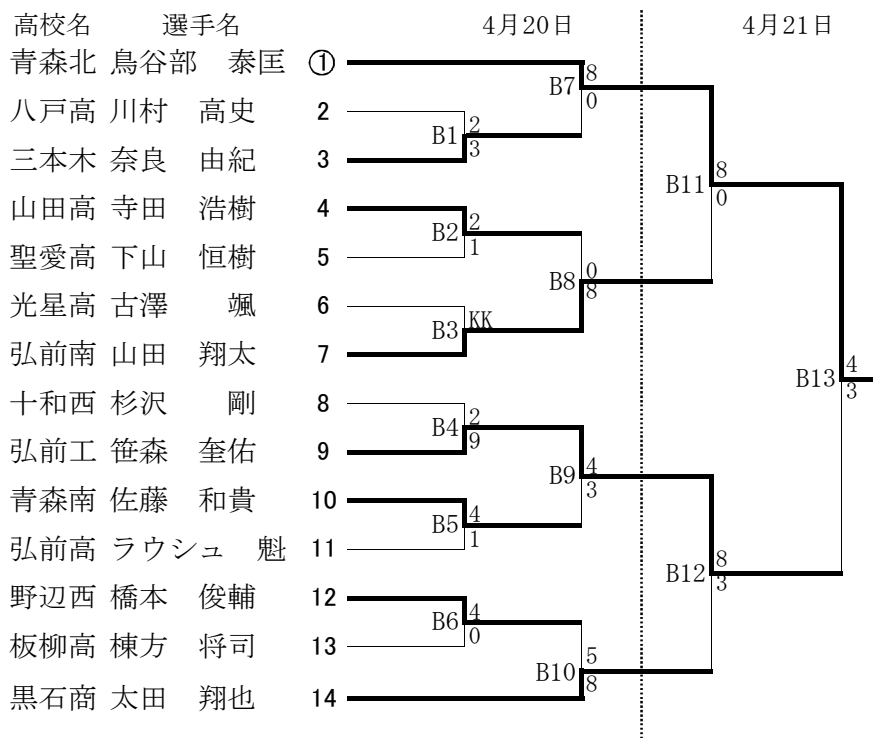 高校名 選手名 4月20日 4月21日
青森北 鳥谷部 泰匡 ①
八戸高 川村 高史 2
三本木 奈良 由紀 3
山田高 寺田 浩樹 4
聖愛高 下山 恒樹 5
光星高 古澤 颯 6
弘前南 山田 翔太 7
十和西 杉沢 剛 8
弘前工 笹森 奎佑 9
青森南 佐藤 和貴 10
弘前高 ラウシュ 魁 11
野辺西 橋本 俊輔 12
板柳高 棟方 将司 13
黒石商 太田 翔也 14
B1 2 3
B2 2 1
B3 KK
B4 2 9
B5 4 1
B6 4 0
B7 8 0
B8 0 8
B9 4 3
B10 5 8
B11 8 0
B12 8 3
B13 4 3